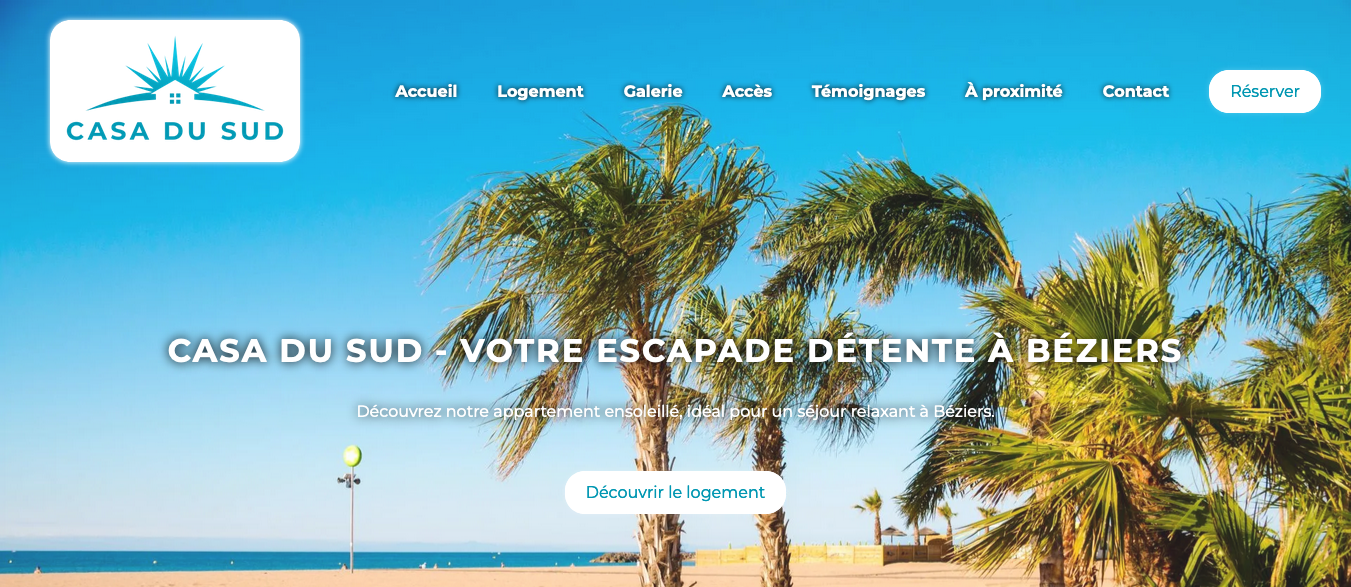 CASA DU SUD
Accueil Logement Galerie Accès Témoignages À proximité Contact Réserver
CASA DU SUD - VOTRE ESCAPADE DÉTENTE À BÉZIERS
Découvrez notre appartement ensoleillé, idéal pour un séjour relaxant à Béziers.
Découvrir le logement